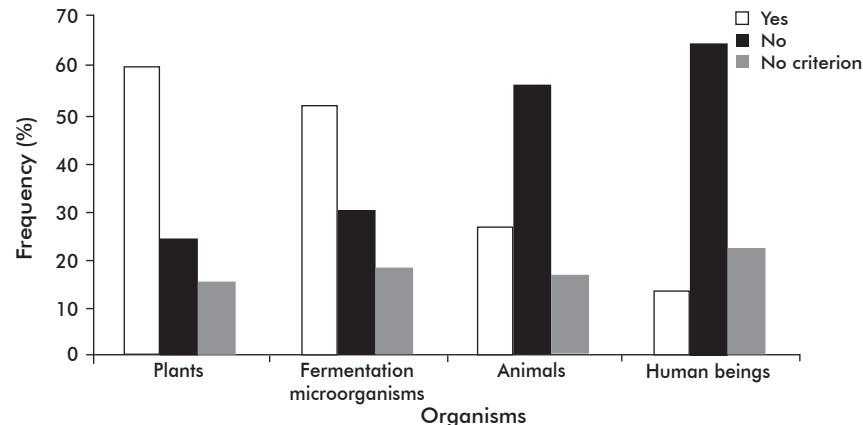 70
60
50
40
30
20
10
0
Frequency (%)
Yes
No
No criterion
Plants
Fermentation
microorganisms
Animals
Human beings
Organisms